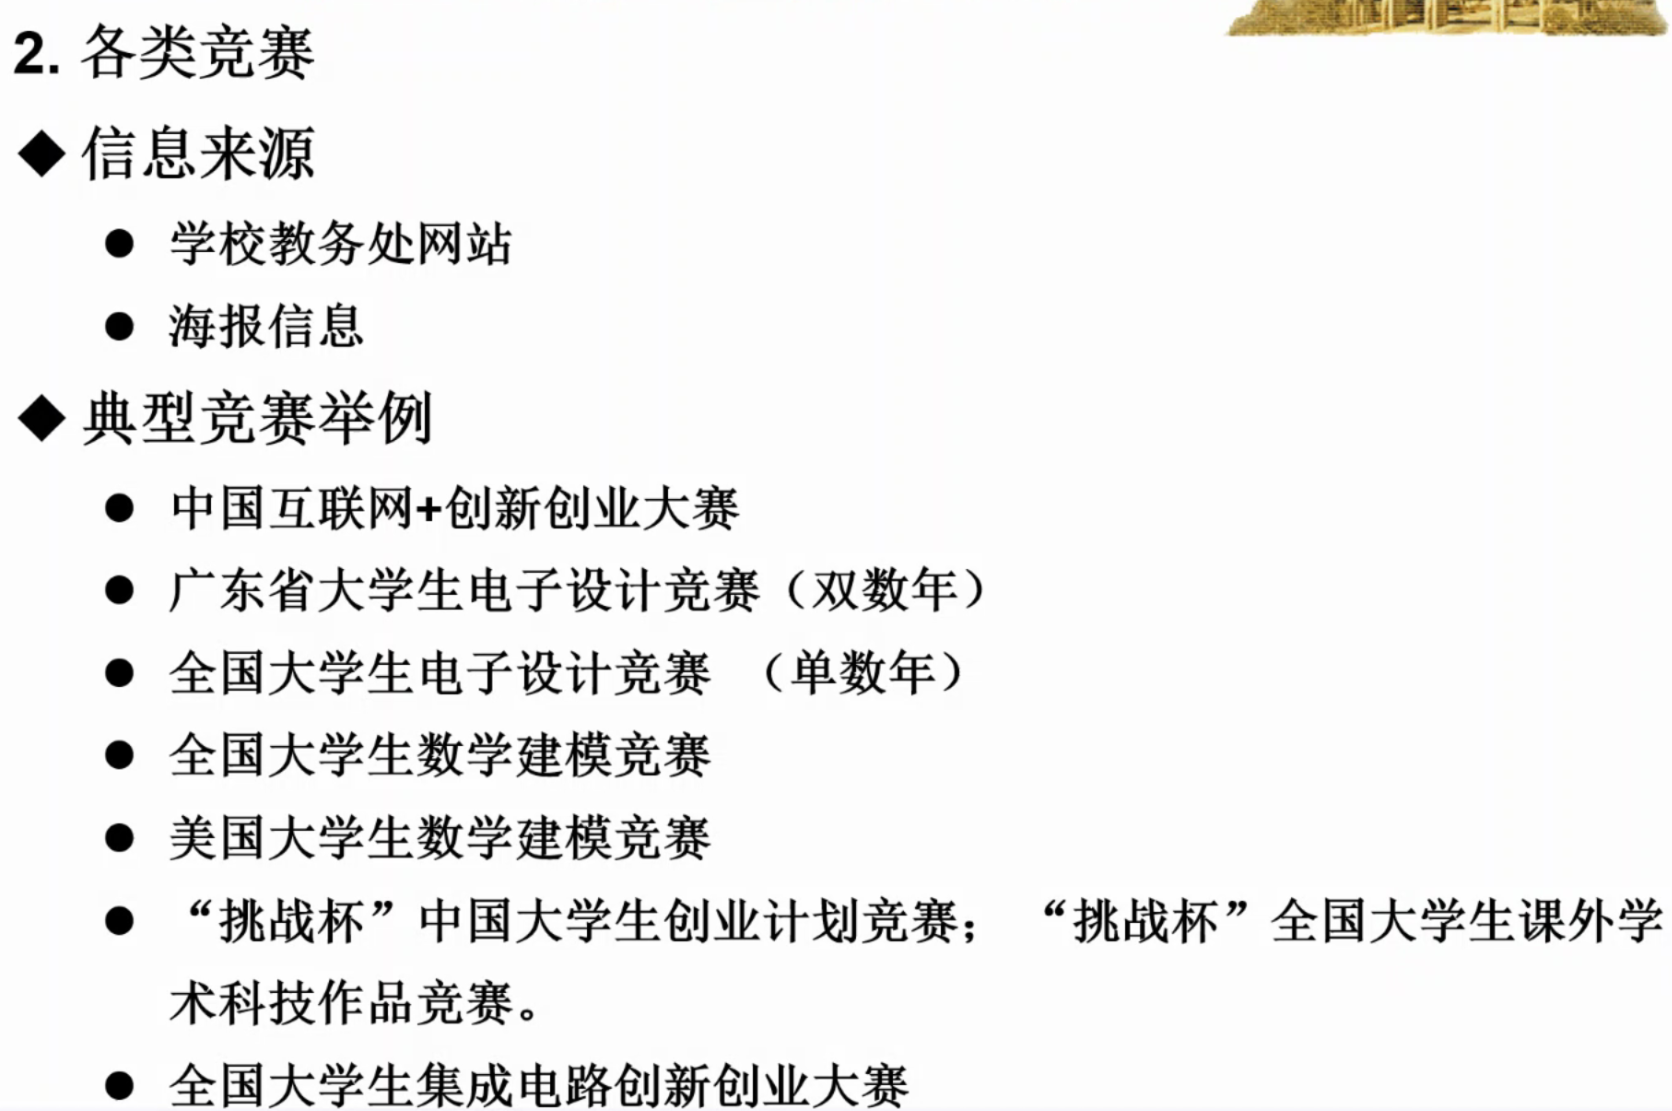 2. 各类竞赛
◆ 信息来源
● 学校教务处网站
● 海报信息
◆ 典型竞赛举例
● 中国互联网+创新创业大赛
● 广东省大学生电子设计竞赛（双数年）
● 全国大学生电子设计竞赛 （单数年）
● 全国大学生数学建模竞赛
● 美国大学生数学建模竞赛
● “挑战杯”中国大学生创业计划竞赛； “挑战杯”全国大学生课外学
术科技作品竞赛。
● 全国大学生集成电路创新创业大赛